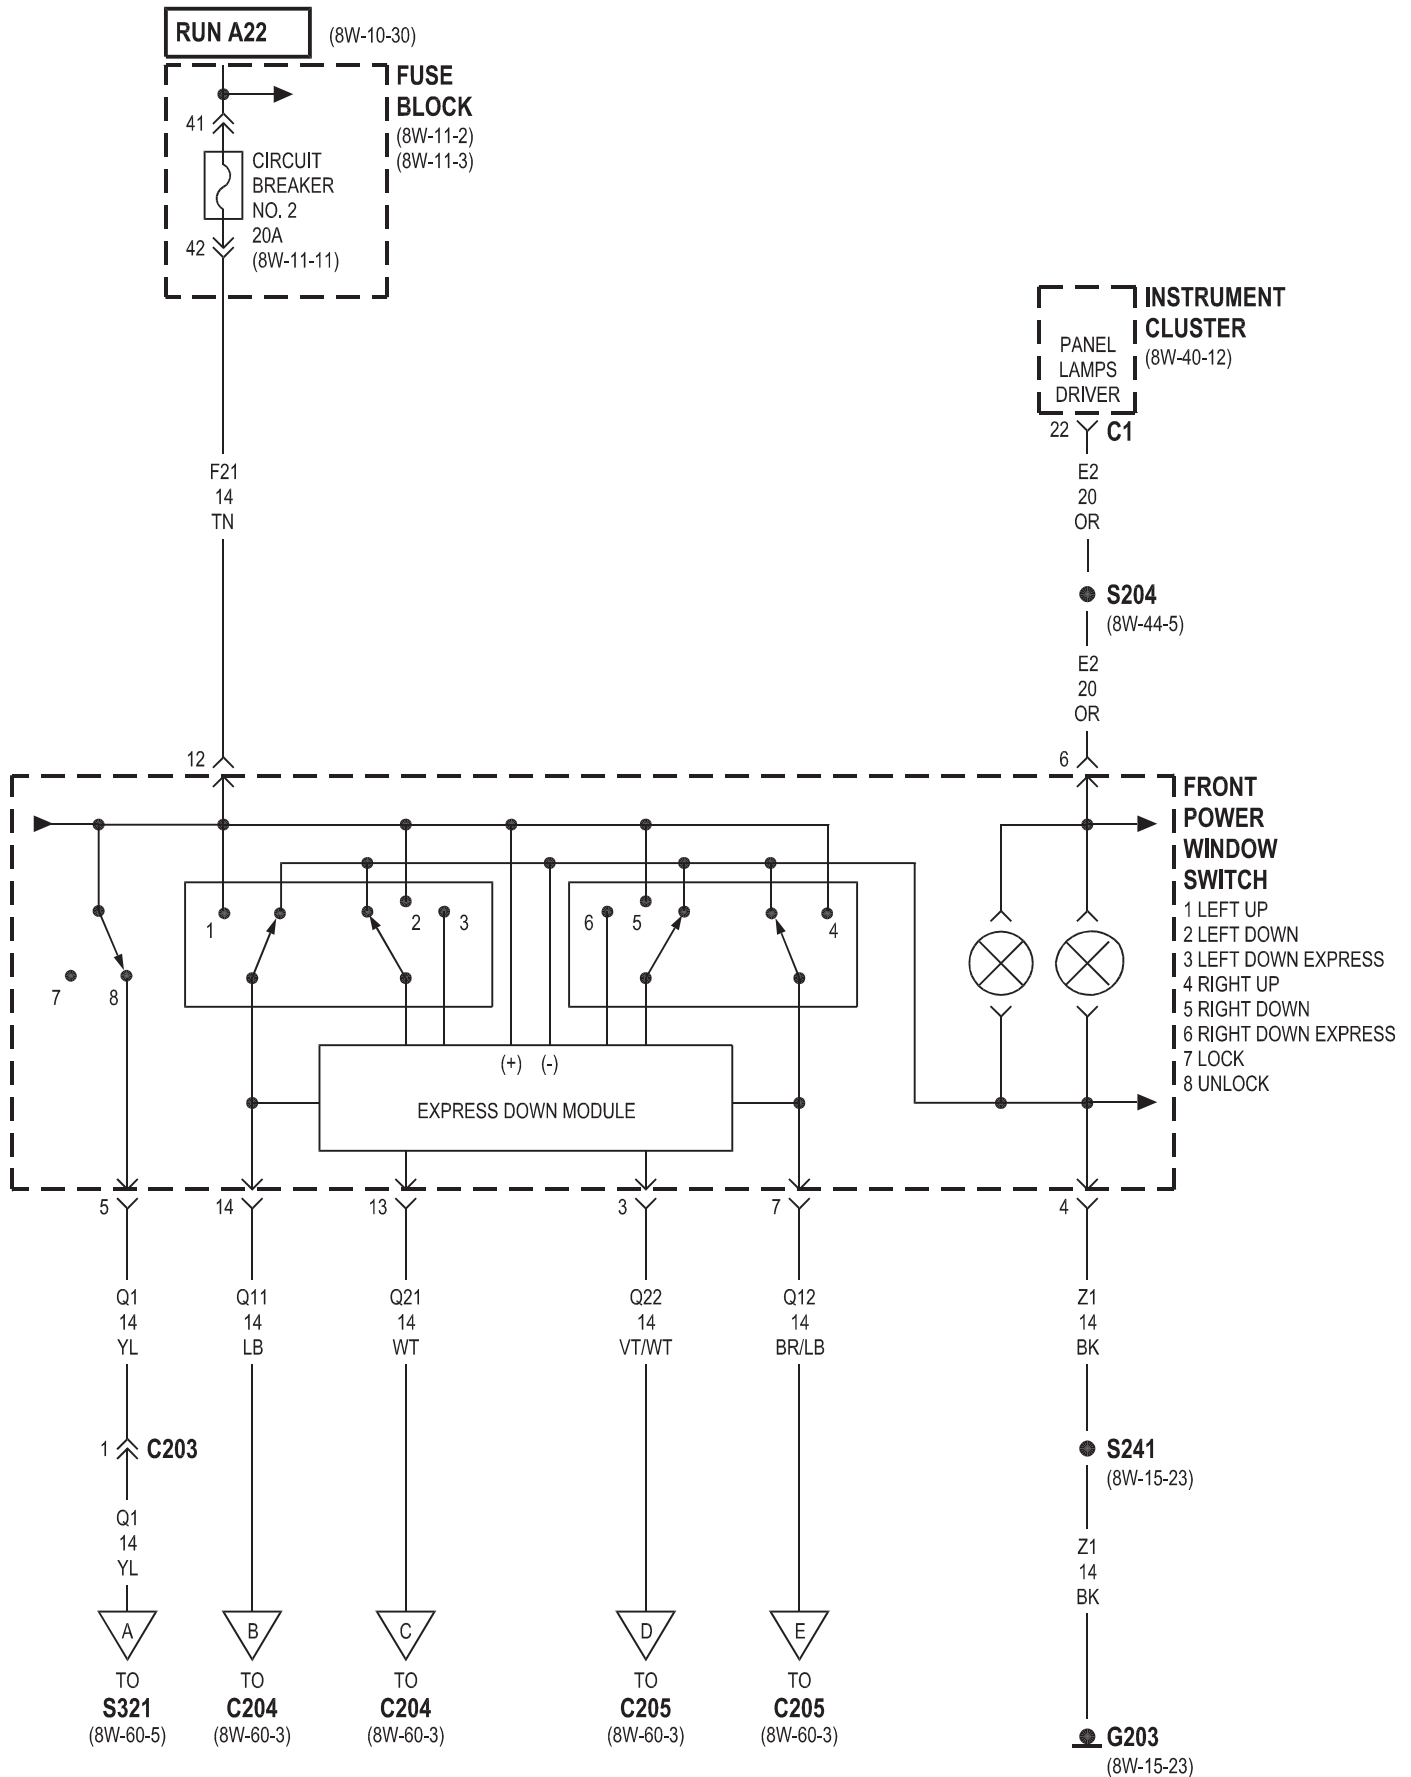 RUN A22
(8W-10-30)
FUSE
BLOCK
(8W-11-2)
(8W-11-3)
41
CIRCUIT
BREAKER
NO. 2
20A
(8W-11-11)
42
INSTRUMENT
CLUSTER
(8W-40-12)
PANEL
LAMPS
DRIVER
22
C1
F21
14
TN
E2
20
OR
S204
(8W-44-5)
E2
20
OR
12
6
FRONT
POWER
WINDOW
SWITCH
1 LEFT UP
2 LEFT DOWN
3 LEFT DOWN EXPRESS
4 RIGHT UP
5 RIGHT DOWN
6 RIGHT DOWN EXPRESS
7 LOCK
8 UNLOCK
1
2
3
6
5
4
7
8
(+)
(-)
EXPRESS DOWN MODULE
5
14
13
3
7
4
Q1
14
YL
Q11
14
LB
Q21
14
WT
Q22
14
VT/WT
Q12
14
BR/LB
Z1
14
BK
1
C203
S241
(8W-15-23)
Q1
14
YL
Z1
14
BK
A
TO
S321
(8W-60-5)
B
TO
C204
(8W-60-3)
C
TO
C204
(8W-60-3)
D
TO
C205
(8W-60-3)
E
TO
C205
(8W-60-3)
G203
(8W-15-23)